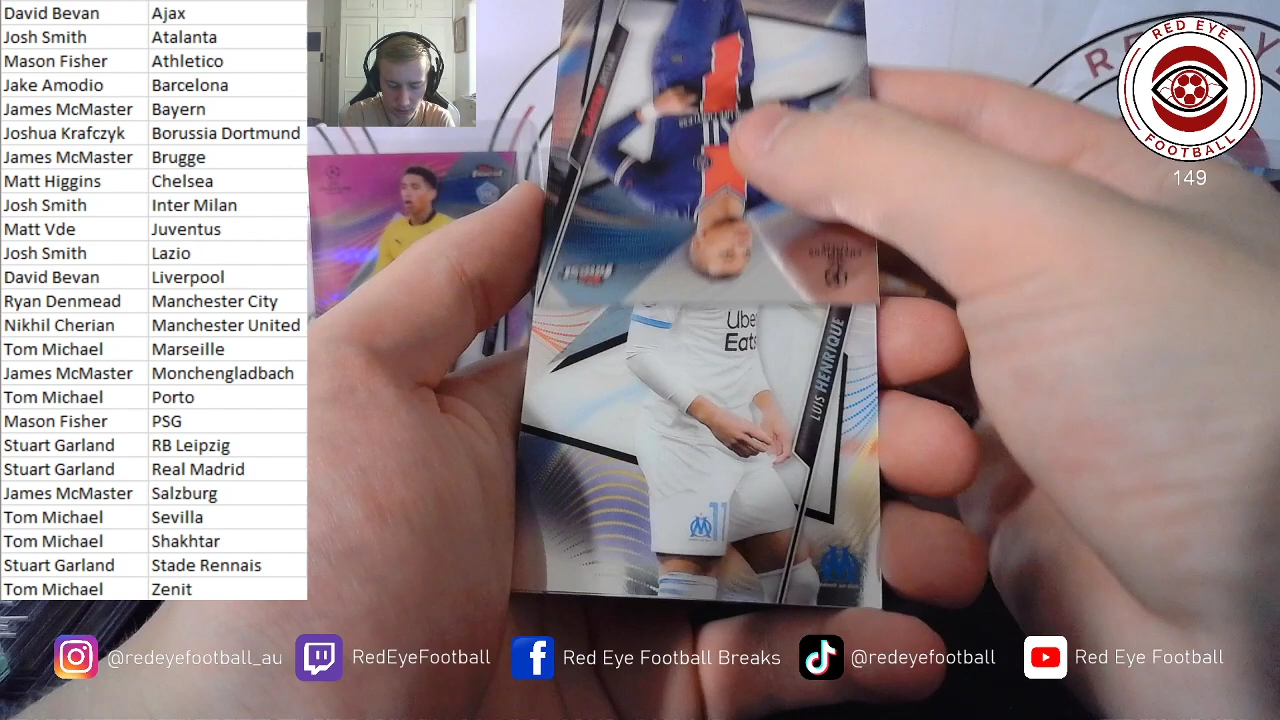 David Bevan Ajax
Josh Smith Atalanta
Mason Fisher Athletico
Jake Amodio Barcelona
James McMaster Bayern
Joshua Krafczyk Borussia Dortmund
James McMaster Brugge
Matt Higgins Chelsea
Josh Smith Inter Milan
Matt Vde Juventus
Josh Smith Lazio
David Bevan Liverpool
Ryan Denmead Manchester City
Nikhil Cherian Manchester United
Tom Michael Marseille
James McMaster Monchengladbach
Tom Michael Porto
Mason Fisher PSG
Stuart Garland RB Leipzig
Stuart Garland Real Madrid
James McMaster Salzburg
Tom Michael Sevilla
Tom Michael Shakhtar
Stuart Garland Stade Rennais
Tom Michael Zenit
RED EYE
FOOTBALL
149
Uber
Eats
LUIS HENRIQUE
11
@redeyefootball_au
RedEyeFootball
Red Eye Football Breaks
@redeyefootball
Red Eye Football